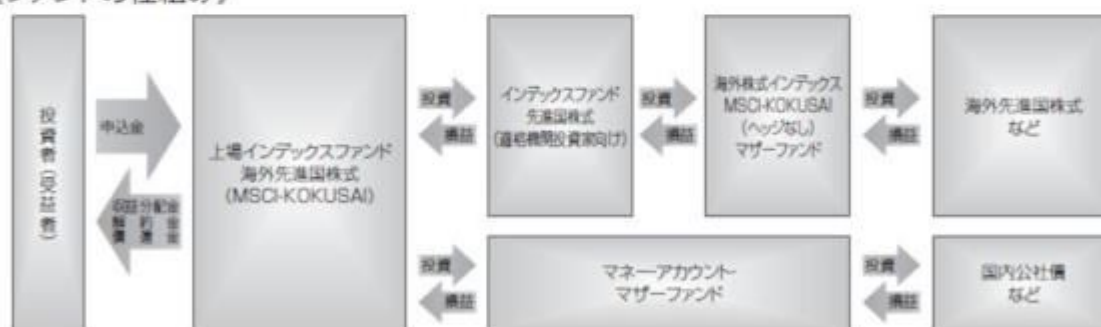 ファンドの仕組み
投資者(受益者)
申込金
収益分配金
解約金
償還金
上場インデックスファンド
海外先進国株式
(MSCI-KOKUSAI)
投資
損益
インデックスファンド
先進国株式
(適格機関投資家向け)
投資
損益
海外株式インデックス
MSCI-KOKUSAI
(ヘッジなし)
マザーファンド
投資
損益
海外先進国株式
など
投資
損益
マネー・アカウント・
マザーファンド
投資
損益
国内公社債
など